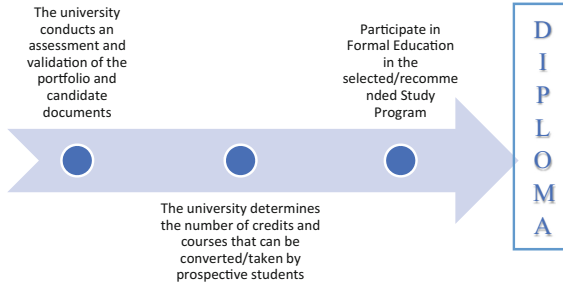 The university
conducts an
assessment and
validation of the
portfolio and
candidate
documents
The university determines
the number of credits and
courses that can be
converted/taken by
prospective students
Participate in
Formal Education
in the
selected/recomme
nded Study
Program
D
I
P
L
O
M
A